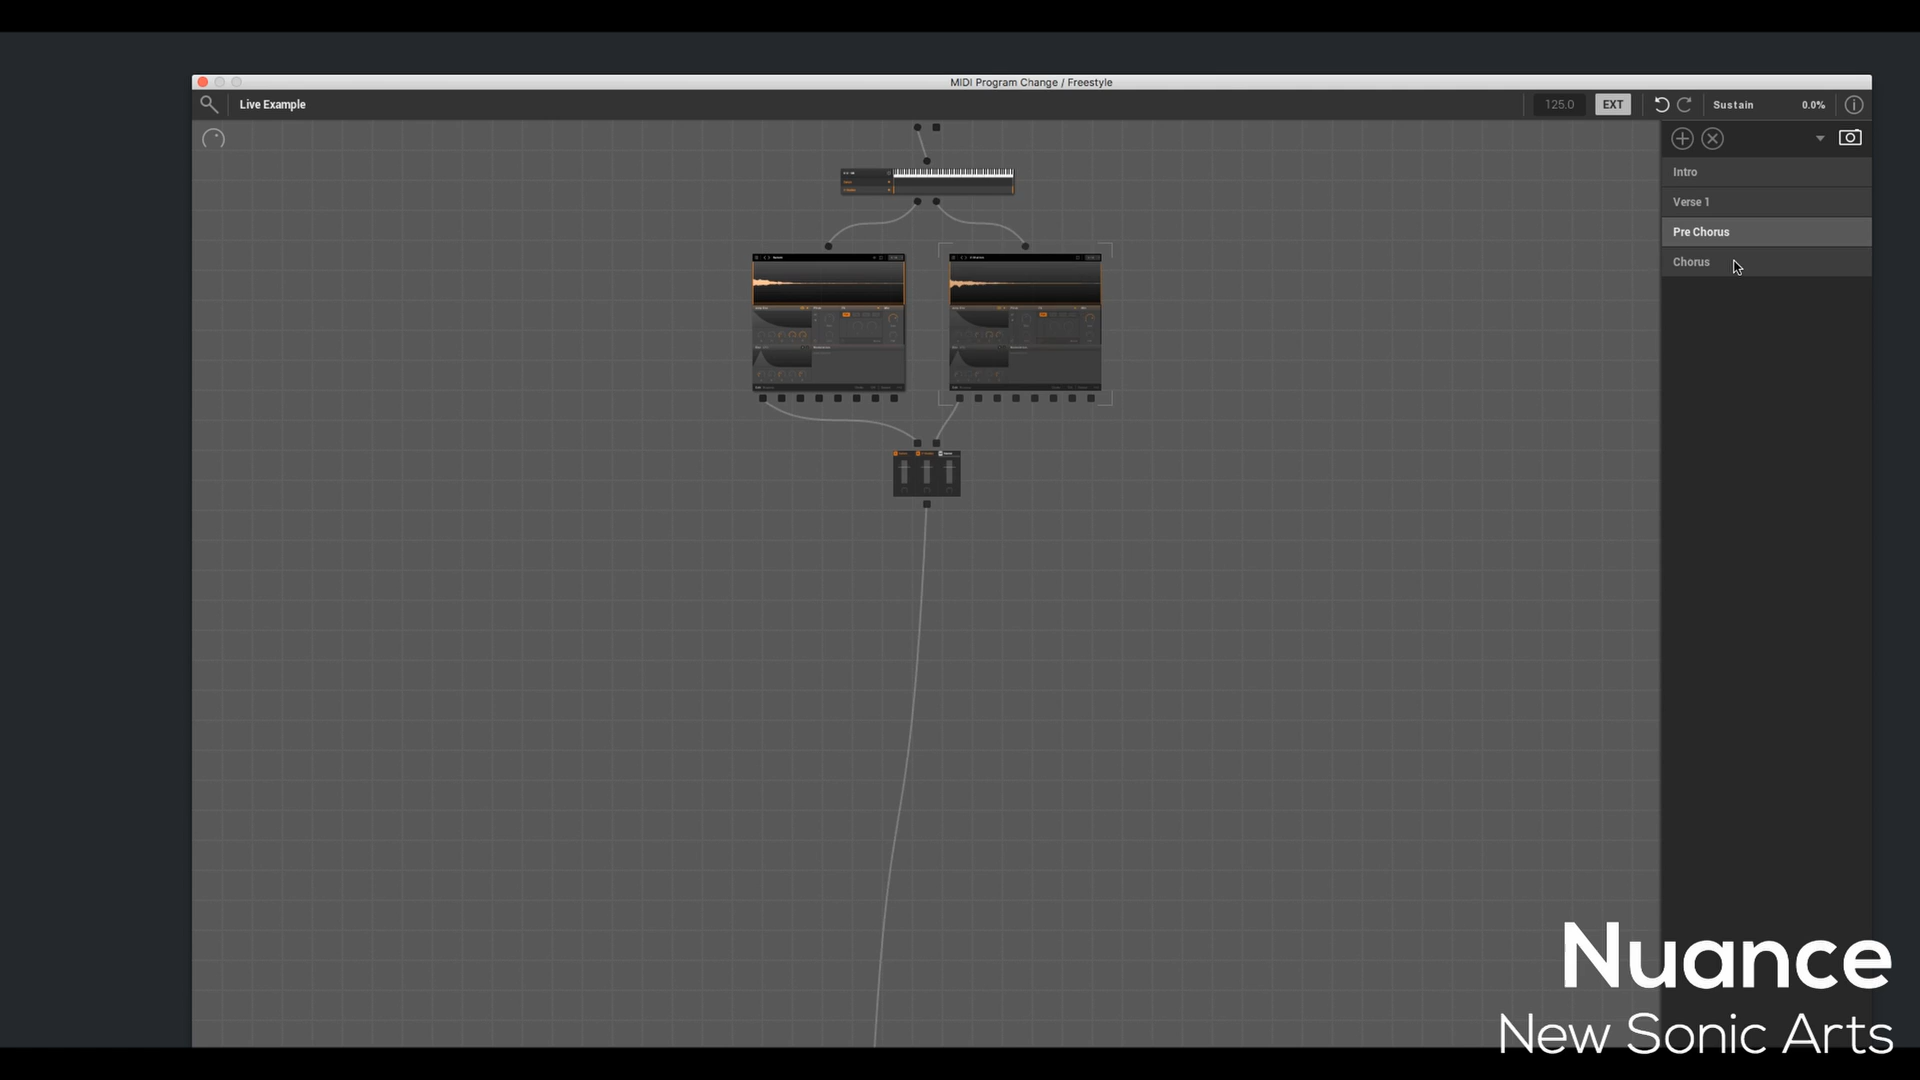 MIDI Program Change / Freestyle
Live Example
125.0
EXT
Sustain
0.0%
Intro
Verse 1
Pre Chorus
Chorus
Nuance
New Sonic Arts